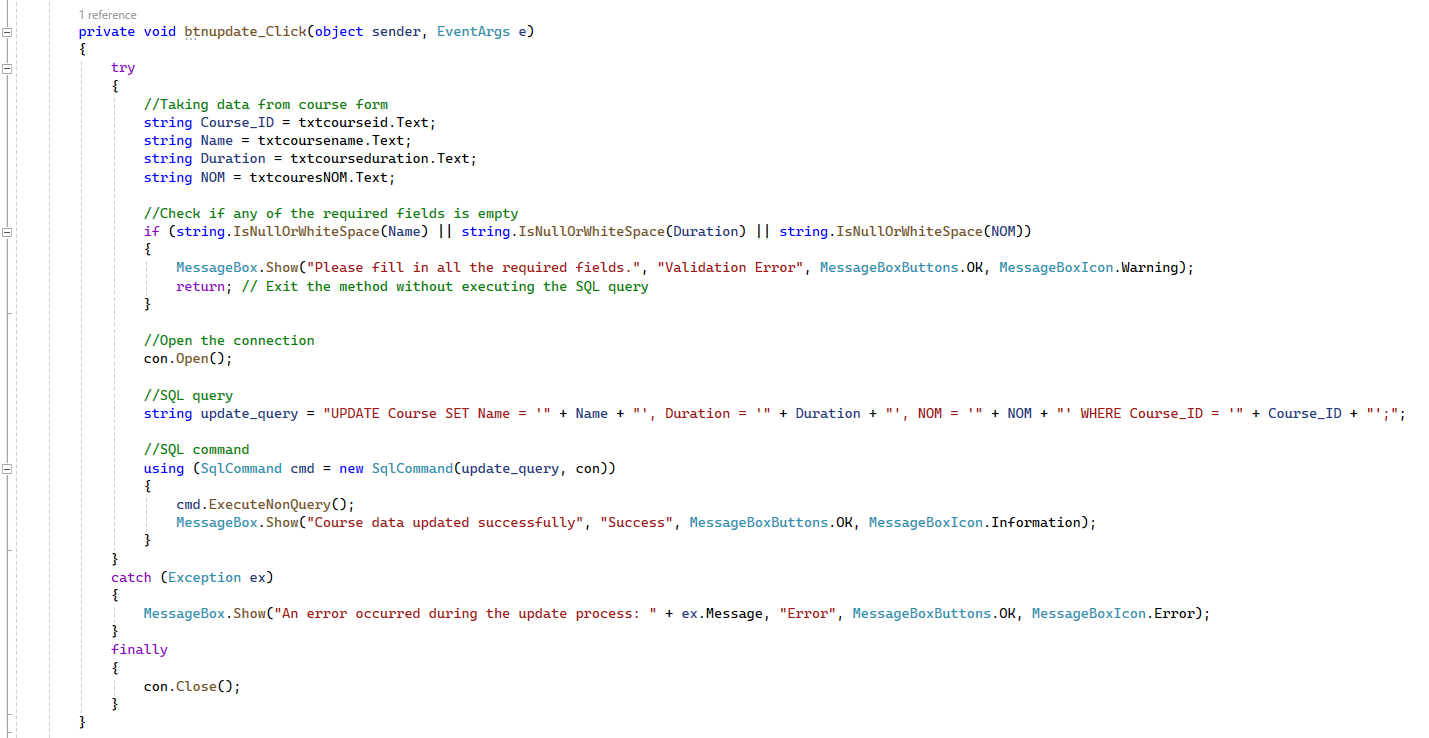 1 reference
private void btnupdate_Click(object sender, EventArgs e)
{
try
{
//Taking data from course form
string Course_ID = txtcourseid.Text;
string Name = txtcoursename.Text;
string Duration = txtcourseduration.Text;
string NOM = txtcouresNOM.Text;
//Check if any of the required fields is empty
if (string.IsNullOrWhiteSpace(Name) || string.IsNullOrWhiteSpace(Duration) || string.IsNullOrWhiteSpace(NOM))
{
MessageBox.Show("Please fill in all the required fields.", "Validation Error", MessageBoxButtons.OK, MessageBoxIcon.Warning);
return; // Exit the method without executing the SQL query
}
//Open the connection
con.Open();
//SQL query
string update_query = "UPDATE Course SET Name = '" + Name + "', Duration = '" + Duration + "', NOM = '" + NOM + "' WHERE Course_ID = '" + Course_ID + "';";
//SQL command
using (SqlCommand cmd = new SqlCommand(update_query, con))
{
cmd.ExecuteNonQuery();
MessageBox.Show("Course data updated successfully", "Success", MessageBoxButtons.OK, MessageBoxIcon.Information);
}
}
catch (Exception ex)
{
MessageBox.Show("An error occurred during the update process: " + ex.Message, "Error", MessageBoxButtons.OK, MessageBoxIcon.Error);
}
finally
{
con.Close();
}
}